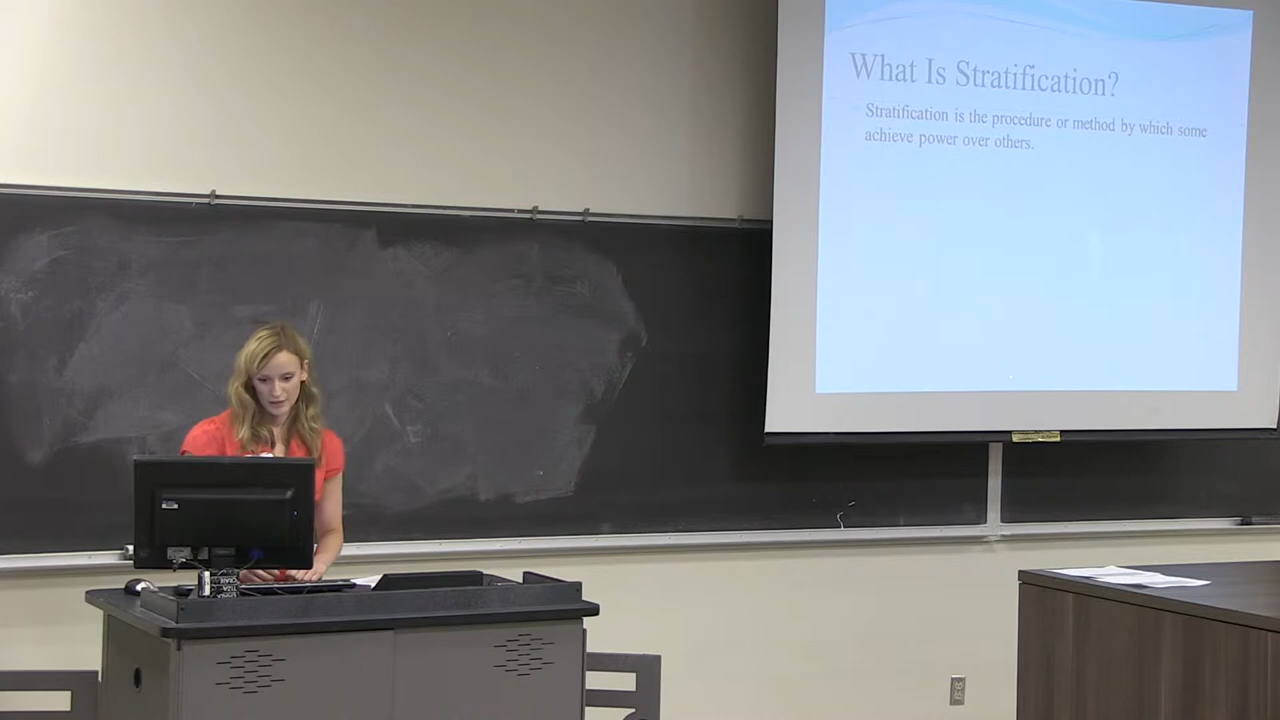 What Is Stratification?
Stratification is the procedure or method by which some
achieve power over others.